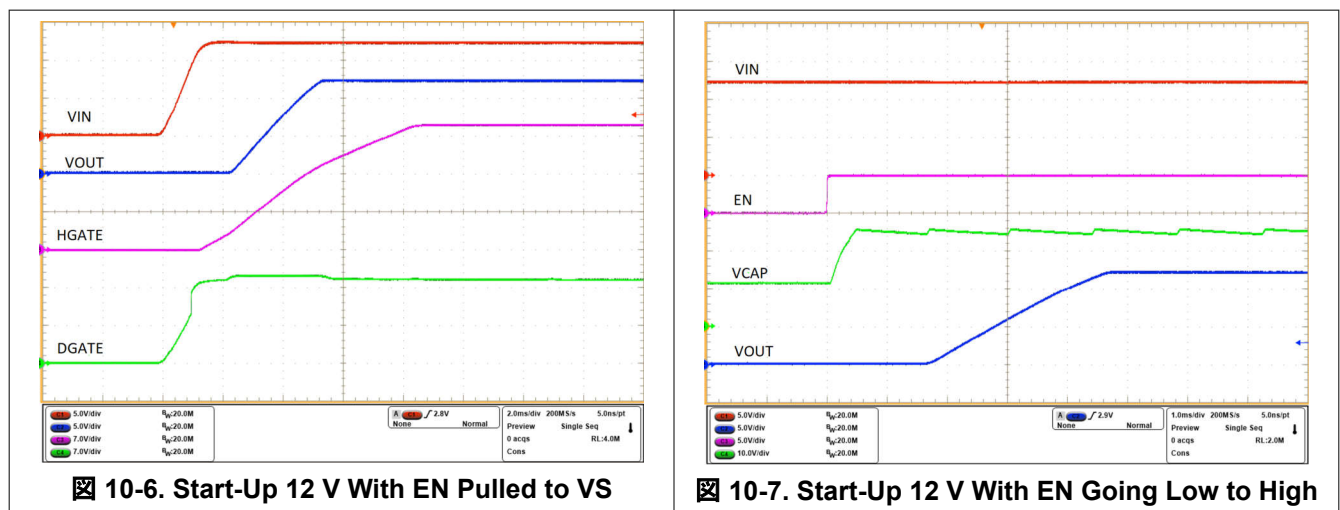 VIN
VOUT
HGATE
DGATE
C1 5.0V/div BW:20.0M
C2 5.0V/div BW:20.0M
C3 7.0V/div BW:20.0M
C4 7.0V/div BW:20.0M
A C1 2.8V
None Normal
2.0ms/div 200MS/s 5.0ns/pt
Preview Single Seq
0 acqs RL:4.0M
Cons
図 10-6. Start-Up 12 V With EN Pulled to VS
VIN
EN
VCAP
VOUT
C1 5.0V/div BW:20.0M
C2 5.0V/div BW:20.0M
C3 5.0V/div BW:20.0M
C4 10.0V/div BW:20.0M
A C2 2.9V
None Normal
1.0ms/div 200MS/s 5.0ns/pt
Preview Single Seq
0 acqs RL:2.0M
Cons
図 10-7. Start-Up 12 V With EN Going Low to High